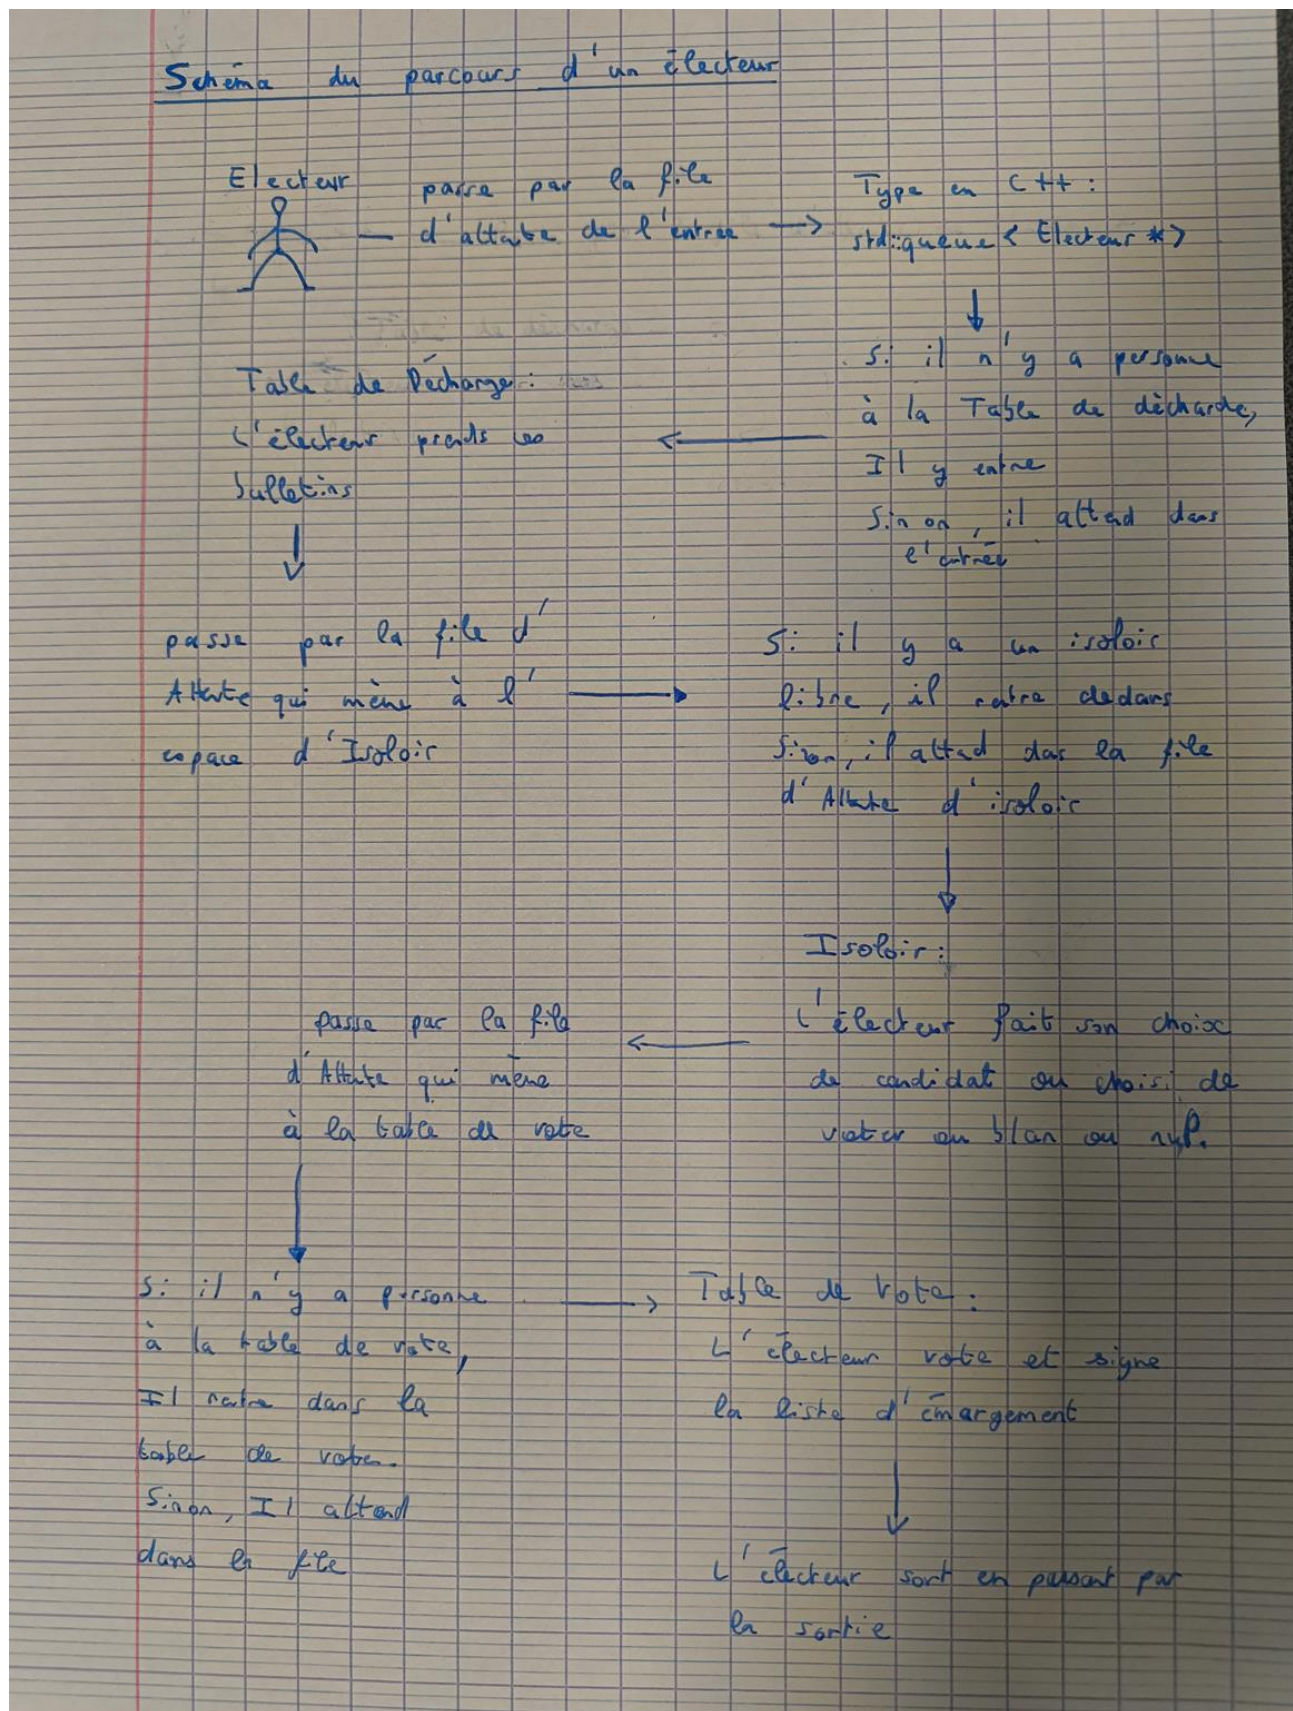 Schéma du parcours d'un électeur
Electeur
passe par la file
d'attente de l'entrée
Type en C++ :
std::queue< Electeur *>
Si il n'y a personne
à la Table de décharde,
Il y entre
Sinon, il attend dans
l'entrée
Table de Décharge :
L'électeur prends les
bulletins
passe par la file d'
Attente qui mène à l'
espace d'Isoloir
Si il y a un isoloir
libre, il rentre dedans
Sinon, il attend dans la file
d'Attente d'isoloir
Isoloir :
L'électeur fait son choix
de candidat ou choisi de
voter ou blan ou nul.
passe par la file
d'Attente qui mène
à la table de vote
Si il n'y a personne
à la table de vote,
Il rentre dans la
table de vote.
Sinon, Il attend
dans la file
Table de Vote :
L'électeur vote et signe
la liste d'émargement
L'électeur sort en passant par
la sortie